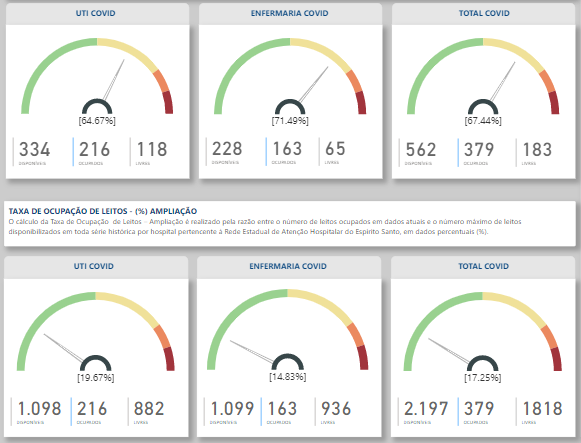 UTI COVID
ENFERMARIA COVID
TOTAL COVID
[64.67%]
[71.49%]
[67.44%]
334 216 118
DISPONÍVEIS OCUPADOS LIVRES
228 163 65
DISPONÍVEIS OCUPADOS LIVRES
562 379 183
DISPONÍVEIS OCUPADOS LIVRES
TAXA DE OCUPAÇÃO DE LEITOS - (%) AMPLIAÇÃO
O cálculo da Taxa de Ocupação de Leitos - Ampliação é realizado pela razão entre o número de leitos ocupados em dados atuais e o número máximo de leitos
disponibilizados em toda série histórica por hospital pertencente à Rede Estadual de Atenção Hospitalar do Espírito Santo, em dados percentuais (%).
UTI COVID
ENFERMARIA COVID
TOTAL COVID
[19.67%]
[14.83%]
[17.25%]
1.098 216 882
DISPONÍVEIS OCUPADOS LIVRES
1.099 163 936
DISPONÍVEIS OCUPADOS LIVRES
2.197 379 1818
DISPONÍVEIS OCUPADOS LIVRES